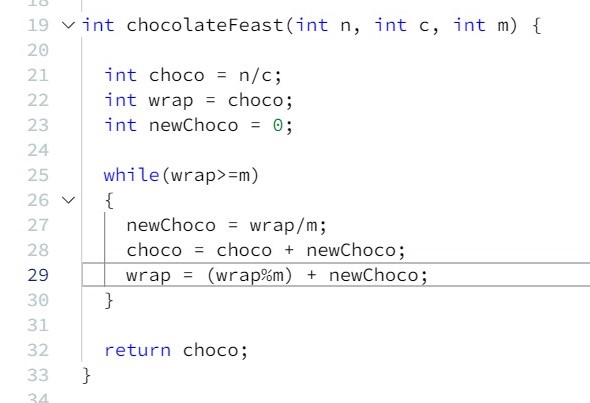 18
19 int chocolateFeast(int n, int c, int m) {
20
21 int choco = n/c;
22 int wrap = choco;
23 int newChoco = 0;
24
25 while(wrap>=m)
26 {
27 newChoco = wrap/m;
28 choco = choco + newChoco;
29 wrap = (wrap%m) + newChoco;
30 }
31
32 return choco;
33 }
34